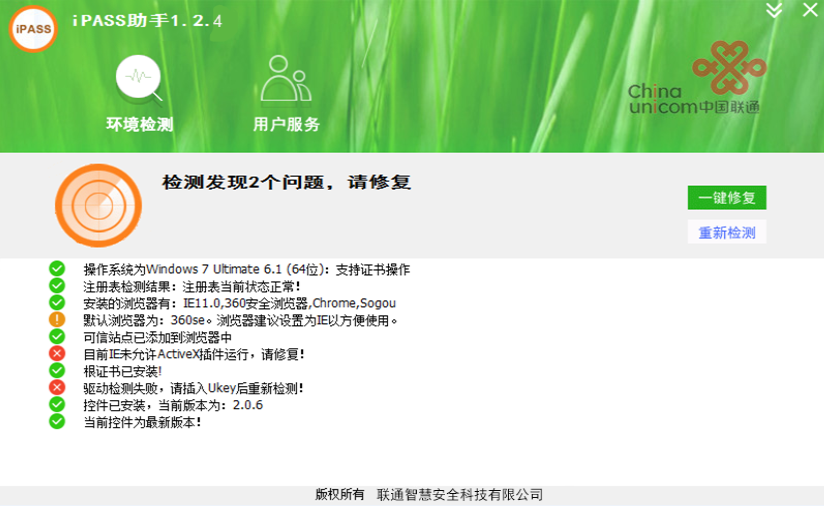 iPASS
iPASS助手1.2.4
环境检测
用户服务
China
unicom中国联通
检测发现2个问题，请修复
一键修复
重新检测
操作系统为Windows 7 Ultimate 6.1 (64位)：支持证书操作
注册表检测结果：注册表当前状态正常！
安装的浏览器有：IE11.0,360安全浏览器,Chrome,Sogou
默认浏览器为：360se。浏览器建议设置为IE以方便使用。
可信站点已添加到浏览器中
目前IE未允许ActiveX插件运行，请修复！
根证书已安装!
驱动检测失败，请插入Ukey后重新检测！
控件已安装，当前版本为：2.0.6
当前控件为最新版本！
版权所有 联通智慧安全科技有限公司